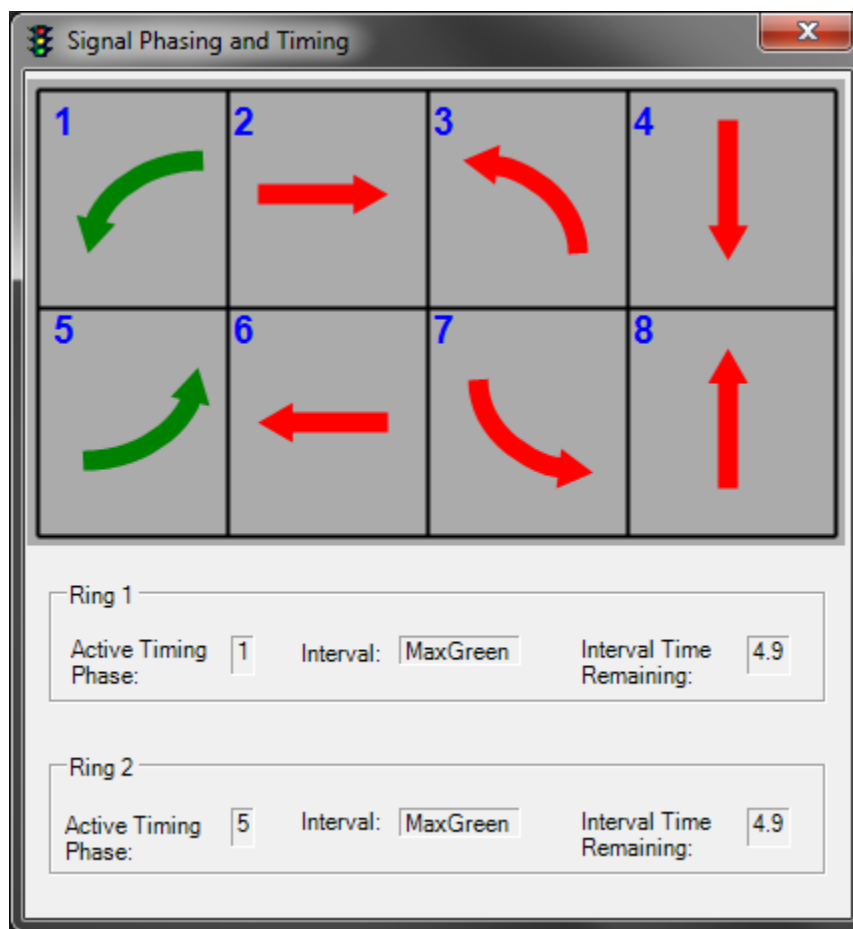 Signal Phasing and Timing
1 2 3 4
5 6 7 8
Ring 1
Active Timing Phase: 1 Interval: MaxGreen Interval Time Remaining: 4.9
Ring 2
Active Timing Phase: 5 Interval: MaxGreen Interval Time Remaining: 4.9